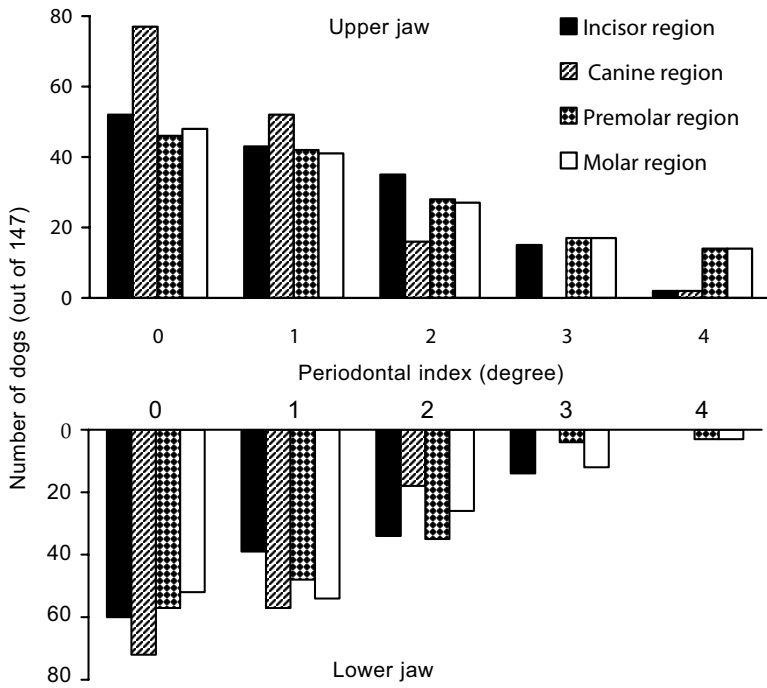 Upper jaw
Incisor region
Canine region
Premolar region
Molar region
80
60
40
20
0
0 1 2 3 4
Periodontal index (degree)
Number of dogs (out of 147)
0 1 2 3 4
0
20
40
60
80
Lower jaw